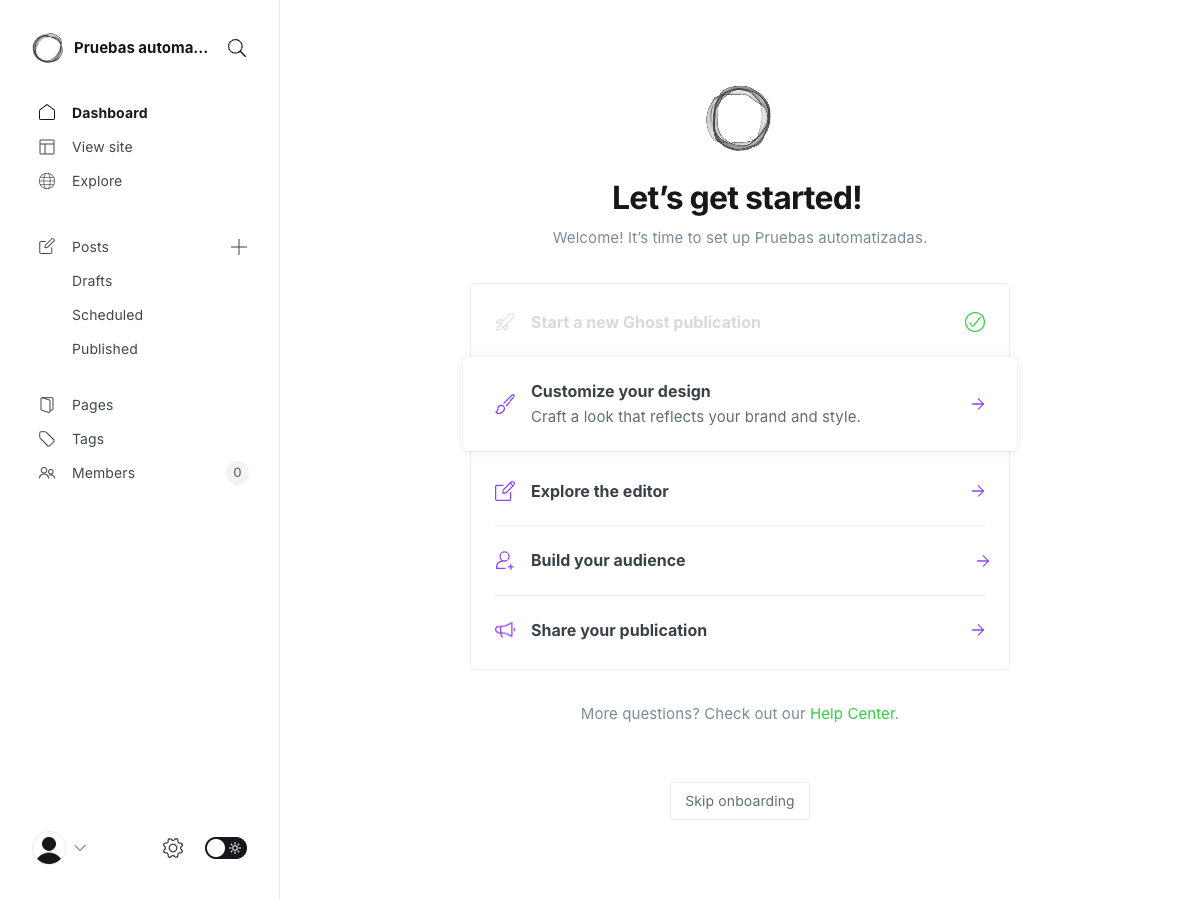 Pruebas automa...
Dashboard
View site
Explore
Posts
Drafts
Scheduled
Published
Pages
Tags
Members
0
Let's get started!
Welcome! It's time to set up Pruebas automatizadas.
Start a new Ghost publication
Customize your design
Craft a look that reflects your brand and style.
Explore the editor
Build your audience
Share your publication
More questions? Check out our Help Center.
Skip onboarding